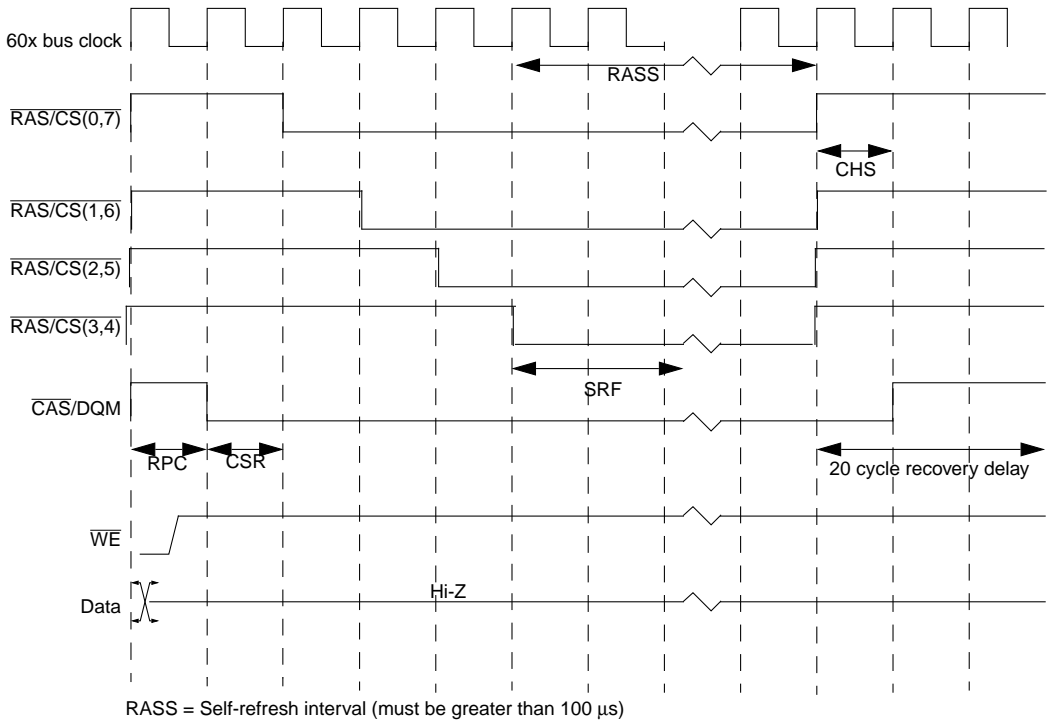 60x bus clock
RASS
RAS/CS(0,7)
CHS
RAS/CS(1,6)
RAS/CS(2,5)
RAS/CS(3,4)
SRF
CAS/DQM
RPC
CSR
20 cycle recovery delay
WE
Hi-Z
Data
RASS = Self-refresh interval (must be greater than 100 μs)